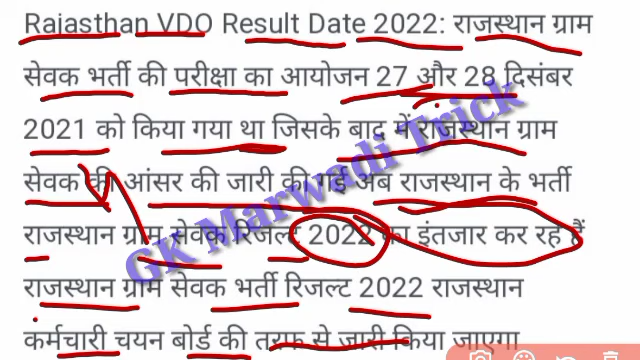 Rajasthan VDO Result Date 2022: राजस्थान ग्राम
सेवक भर्ती की परीक्षा का आयोजन 27 और 28 दिसंबर
2021 को किया गया था जिसके बाद में राजस्थान ग्राम
सेवक की आंसर की जारी की गई अब राजस्थान के भर्ती
राजस्थान ग्राम सेवक रिजल्ट 2022 का इंतजार कर रहे हैं
राजस्थान ग्राम सेवक भर्ती रिजल्ट 2022 राजस्थान
कर्मचारी चयन बोर्ड की तरफ से जारी किया जाएगा
GK Marwadi Trick